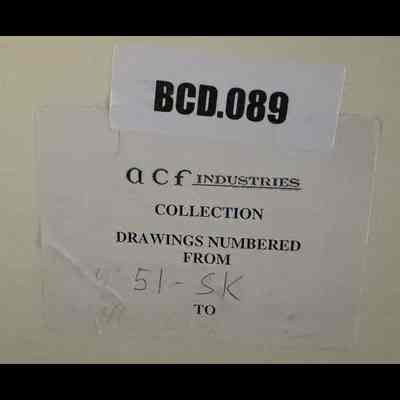 BCD.089
acf INDUSTRIES
COLLECTION
DRAWINGS NUMBERED
FROM
51-SK
TO